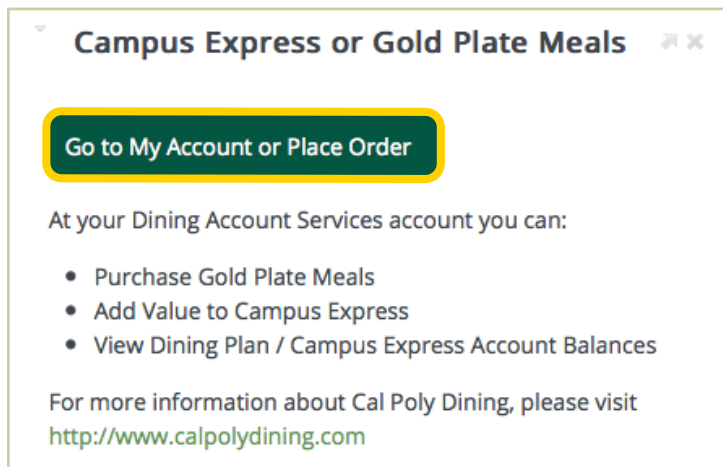 Campus Express or Gold Plate Meals
Go to My Account or Place Order
At your Dining Account Services account you can:
• Purchase Gold Plate Meals
• Add Value to Campus Express
• View Dining Plan / Campus Express Account Balances
For more information about Cal Poly Dining, please visit
http://www.calpolydining.com